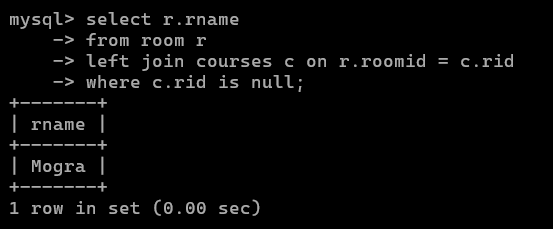 mysql> select r.rname
    -> from room r
    -> left join courses c on r.roomid = c.rid
    -> where c.rid is null;
+-------+
| rname |
+-------+
| Mogra |
+-------+
1 row in set (0.00 sec)